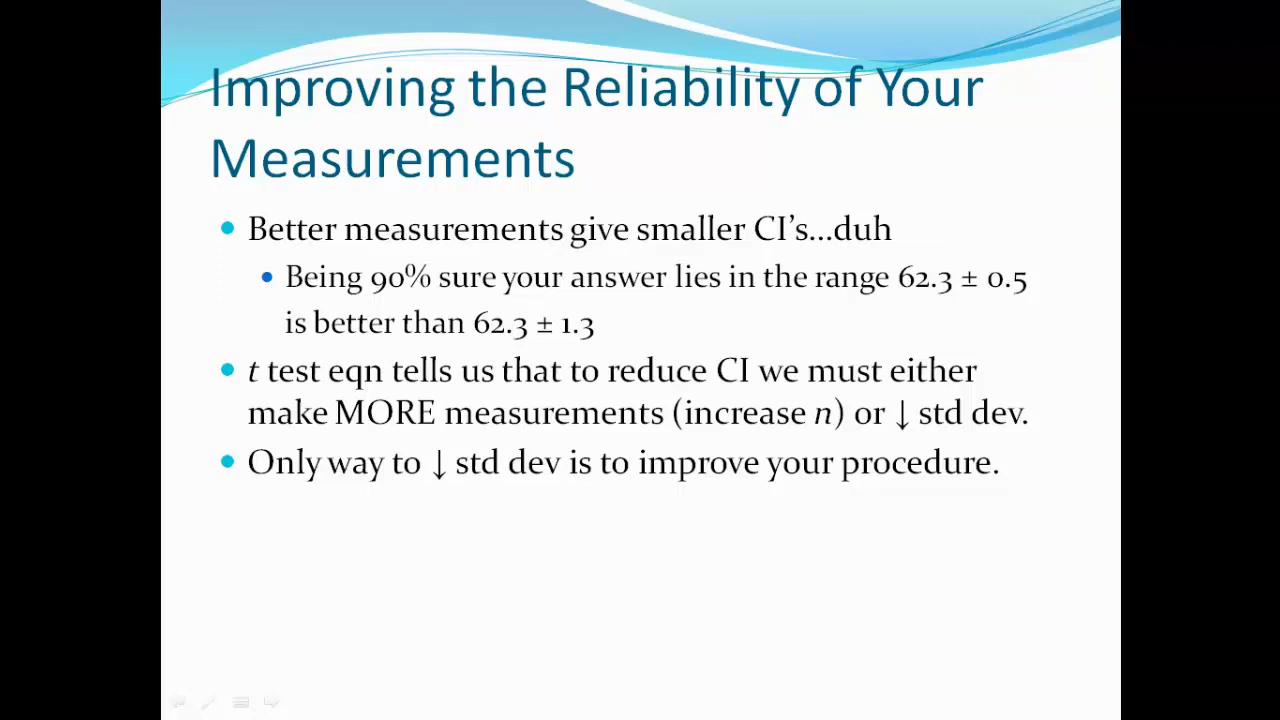 Improving the Reliability of Your
Measurements
• Better measurements give smaller CI’s…duh
• Being 90% sure your answer lies in the range 62.3 ± 0.5
is better than 62.3 ± 1.3
• t test eqn tells us that to reduce CI we must either
make MORE measurements (increase n) or ↓ std dev.
• Only way to ↓ std dev is to improve your procedure.